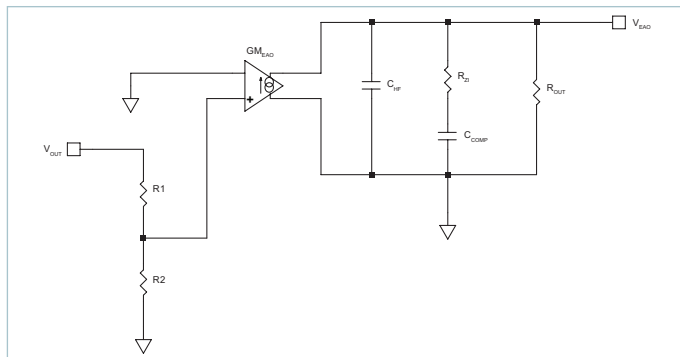 V_EAO
GM_EAO
+
C_HF
R_ZI
R_OUT
C_COMP
V_OUT
R1
R2